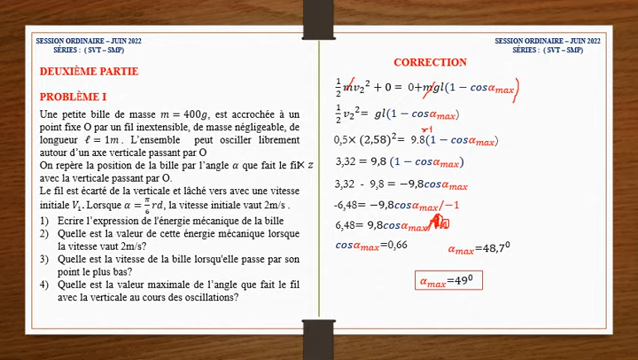 SESSION ORDINAIRE – JUIN 2022
SÉRIES : ( SVT – SMP)
DEUXIÈME PARTIE
PROBLÈME I
Une petite bille de masse m = 400g, est accrochée à un
point fixe O par un fil inextensible, de masse négligeable, de
longueur ℓ = 1m. L'ensemble peut osciller librement
autour d'un axe verticale passant par O
On repère la position de la bille par l'angle α que fait le fil
avec la verticale passant par O.
Le fil est écarté de la verticale et lâché vers avec une vitesse
initiale V₁. Lorsque α = π/6 rd, la vitesse vaut 2m/s .
1) Ecrire l'expression de l'énergie mécanique de la bille
2) Quelle est la valeur de cette énergie mécanique lorsque
la vitesse vaut 2m/s?
3) Quelle est la vitesse de la bille lorsqu'elle passe par son
point le plus bas?
4) Quelle est la valeur maximale de l'angle que fait le fil
avec la verticale au cours des oscillations?
SESSION ORDINAIRE – JUIN 2022
SÉRIES : ( SVT – SMP)
CORRECTION
½mv₂² + 0 = 0+mgl(1 − cosα_max)
½v₂²= gl(1 − cosα_max)
0,5× (2,58)²= 9.8(1 − cosα_max)
3,32 = 9,8 (1 − cosα_max)
3,32 - 9,8 = −9,8cosα_max
-6,48= −9,8cosα_max/−1
6,48= 9,8cosα_max
cosα_max=0,66 α_max=48,7⁰
α_max=49⁰